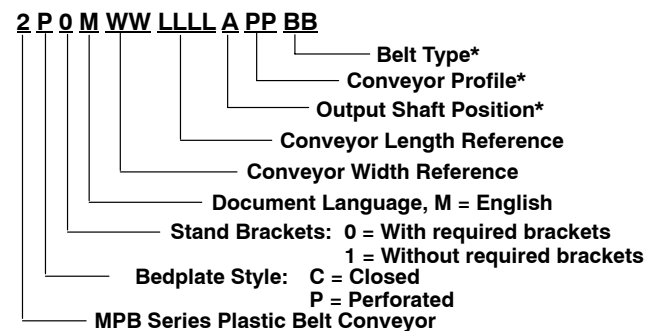 2 P 0 M WW LLLL A PP BB
Belt Type*
Conveyor Profile*
Output Shaft Position*
Conveyor Length Reference
Conveyor Width Reference
Document Language, M = English
Stand Brackets: 0 = With required brackets
1 = Without required brackets
Bedplate Style: C = Closed
P = Perforated
MPB Series Plastic Belt Conveyor